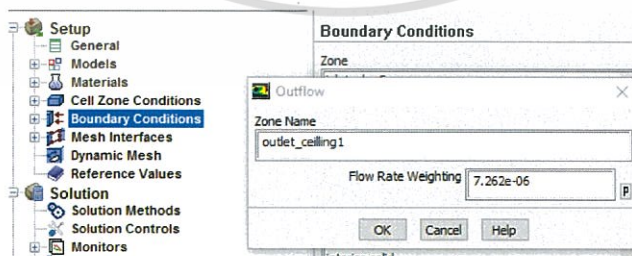 Setup
General
Models
Materials
Cell Zone Conditions
Boundary Conditions
Mesh Interfaces
Dynamic Mesh
Reference Values
Solution
Solution Methods
Solution Controls
Monitors
Boundary Conditions
Zone
Outflow
Zone Name
outlet_ceilling1
Flow Rate Weighting 7.262e-06
P
OK Cancel Help